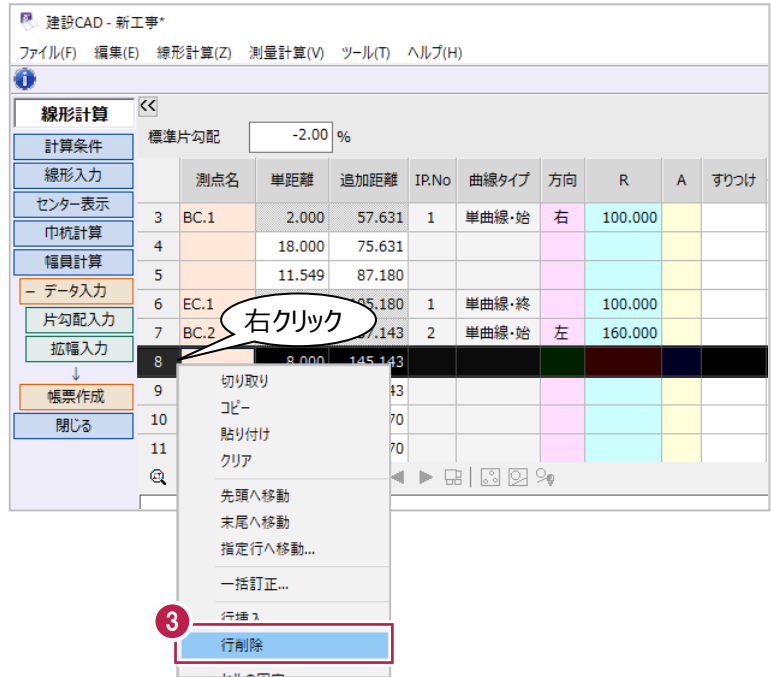 建設CAD - 新工事*
ファイル(F) 編集(E) 線形計算(Z) 測量計算(V) ツール(T) ヘルプ(H)
線形計算
計算条件
線形入力
センター表示
巾杭計算
幅員計算
− データ入力
片勾配入力
拡幅入力
↓
帳票作成
閉じる
<<
標準片勾配 -2.00 %
測点名 単距離 追加距離 IP.No 曲線タイプ 方向 R A すりつけ
3 BC.1 2.000 57.631 1 単曲線・始 右 100.000
4 18.000 75.631
5 11.549 87.180
6 EC.1 105.180 1 単曲線・終 100.000
7 BC.2 137.143 2 単曲線・始 左 160.000
8 8.000 145.143
9 43
10 70
11 70
右クリック
切り取り
コピー
貼り付け
クリア
先頭へ移動
末尾へ移動
指定行へ移動...
一括訂正...
行挿入
3
行削除